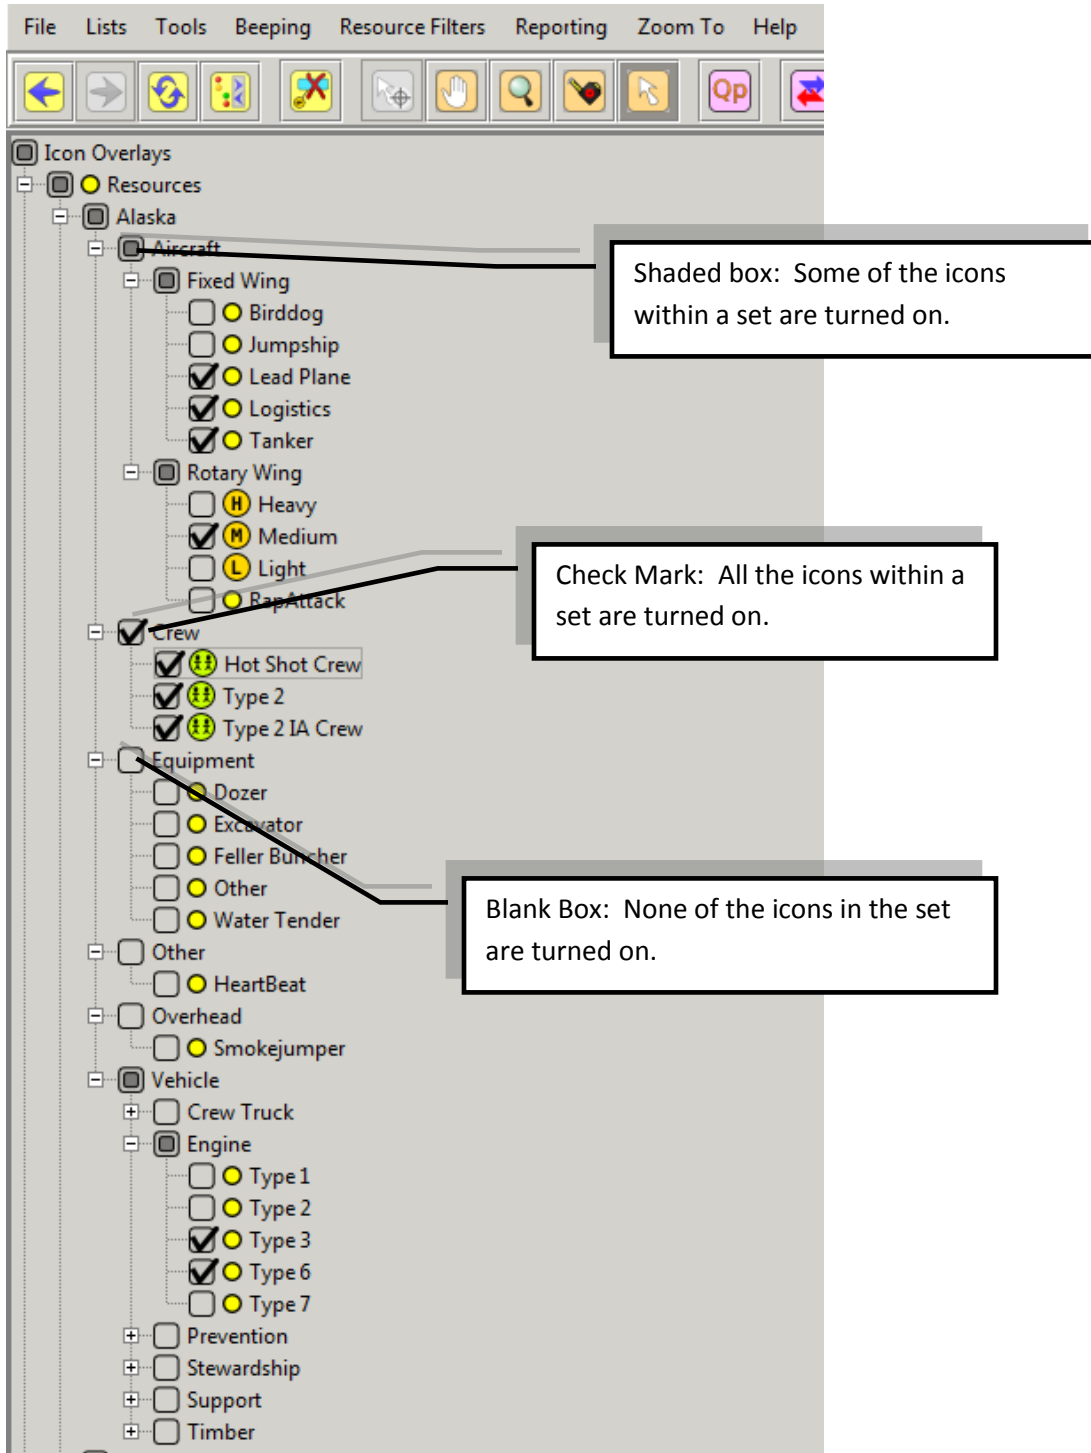 File Lists Tools Beeping Resource Filters Reporting Zoom To Help
Qp
Icon Overlays
Resources
Alaska
Aircraft
Shaded box: Some of the icons
within a set are turned on.
Fixed Wing
Birddog
Jumpship
Lead Plane
Logistics
Tanker
Rotary Wing
H Heavy
M Medium
L Light
RapAttack
Check Mark: All the icons within a
set are turned on.
Crew
Hot Shot Crew
Type 2
Type 2 IA Crew
Equipment
Dozer
Excavator
Feller Buncher
Other
Water Tender
Blank Box: None of the icons in the set
are turned on.
Other
HeartBeat
Overhead
Smokejumper
Vehicle
Crew Truck
Engine
Type 1
Type 2
Type 3
Type 6
Type 7
Prevention
Stewardship
Support
Timber